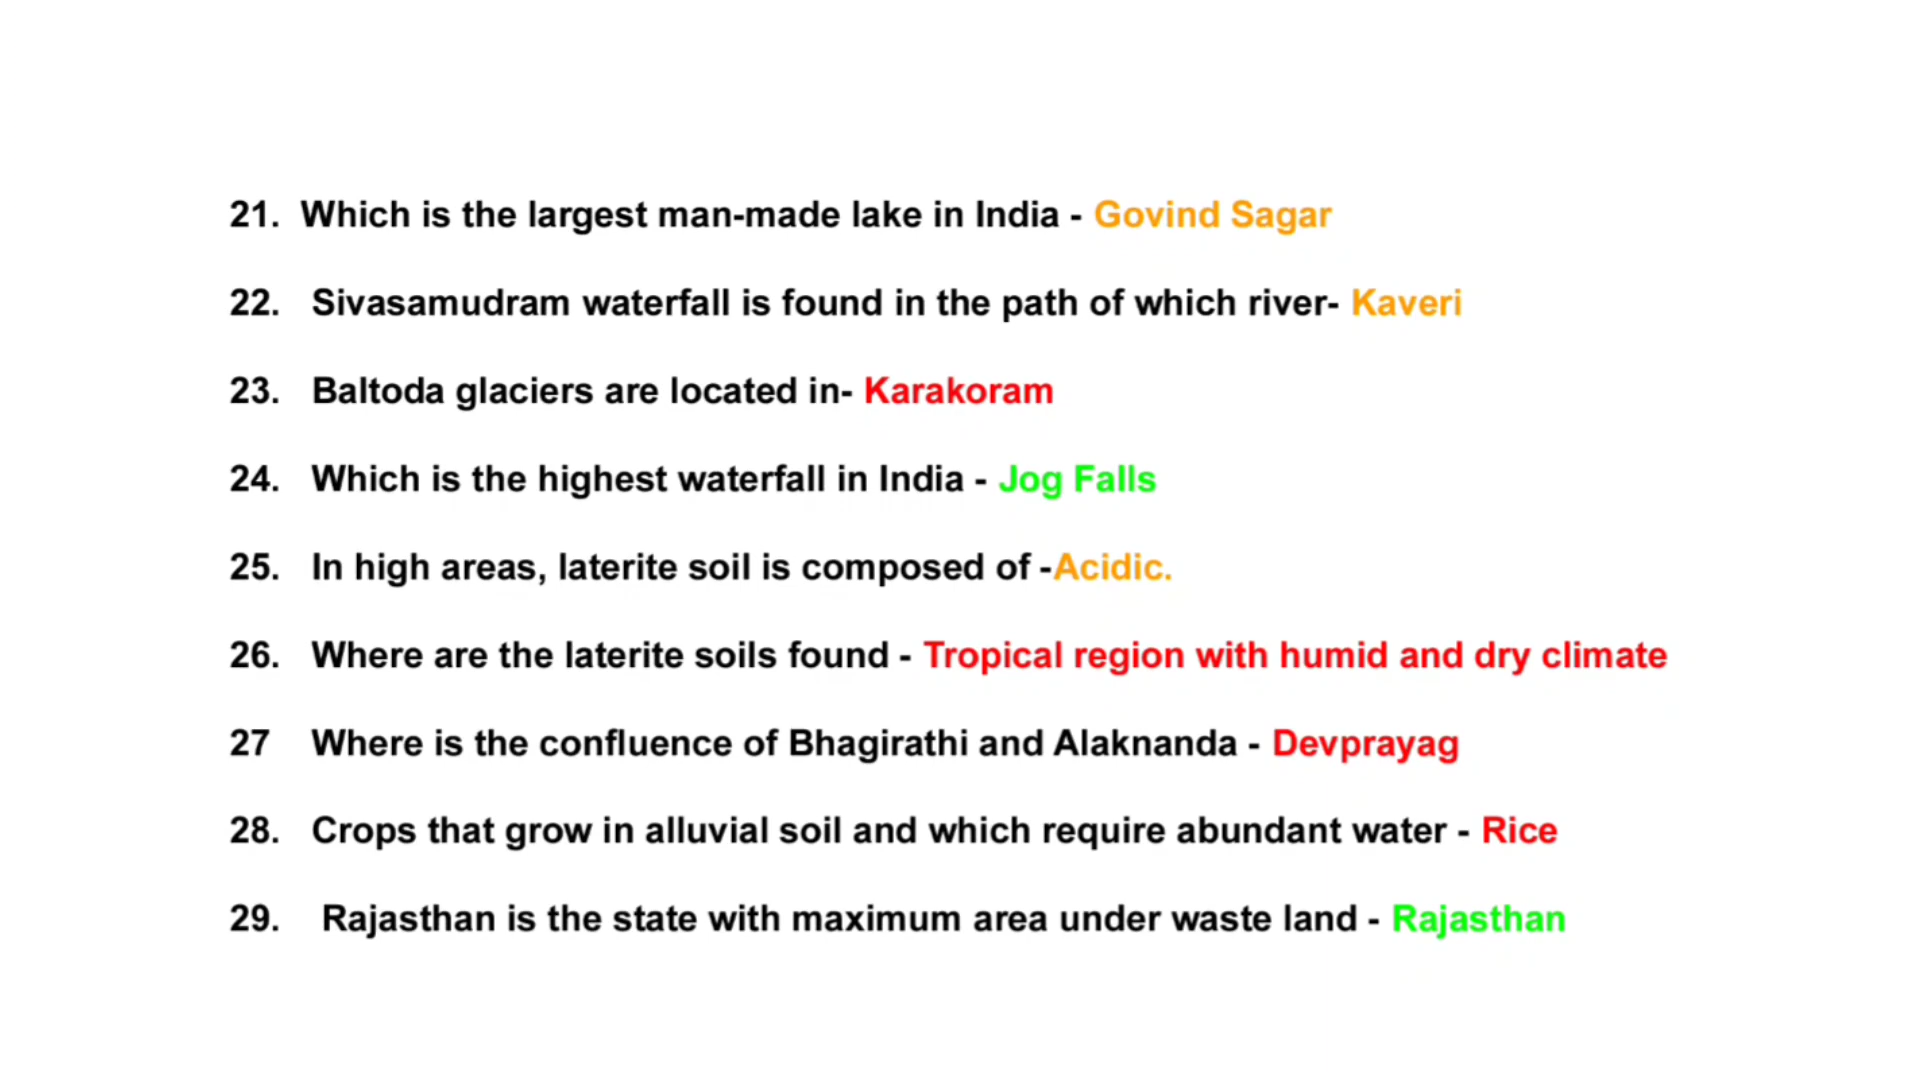 21. Which is the largest man-made lake in India - Govind Sagar
22. Sivasamudram waterfall is found in the path of which river- Kaveri
23. Baltoda glaciers are located in- Karakoram
24. Which is the highest waterfall in India - Jog Falls
25. In high areas, laterite soil is composed of -Acidic.
26. Where are the laterite soils found - Tropical region with humid and dry climate
27 Where is the confluence of Bhagirathi and Alaknanda - Devprayag
28. Crops that grow in alluvial soil and which require abundant water - Rice
29. Rajasthan is the state with maximum area under waste land - Rajasthan